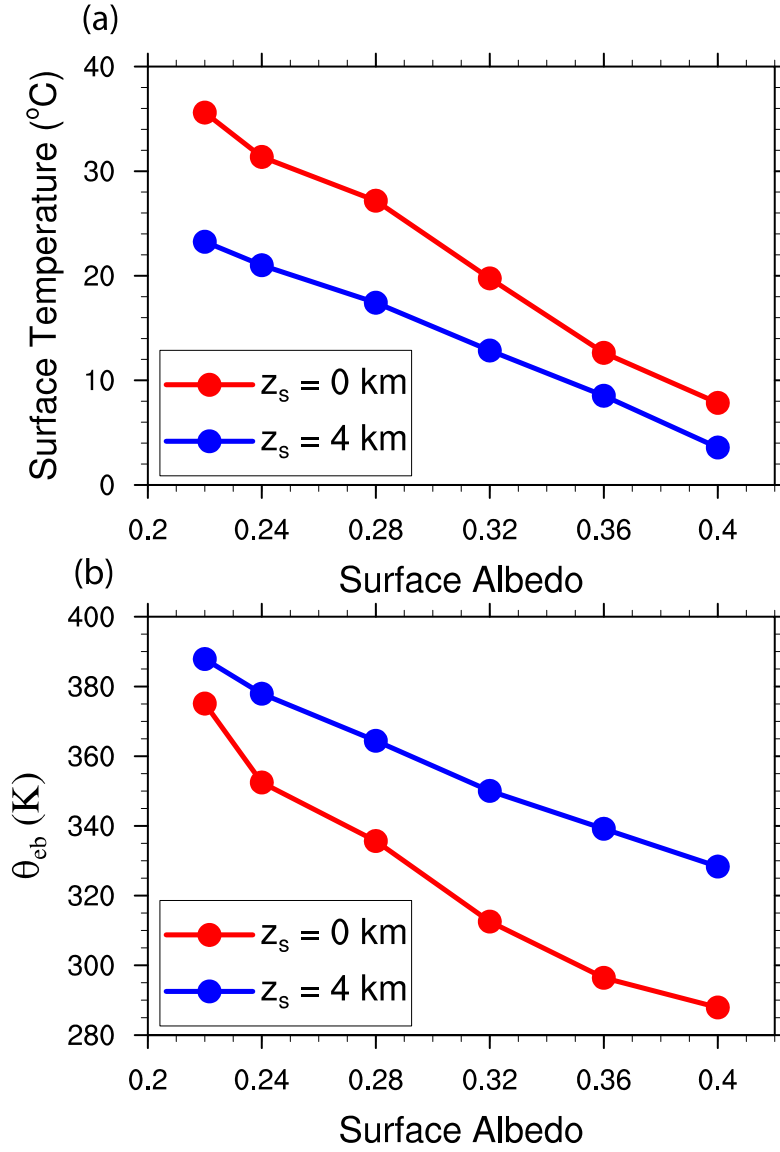 (a)
Surface Temperature (°C)
40
30
20
10
0
z_s = 0 km
z_s = 4 km
0.2 0.24 0.28 0.32 0.36 0.4
Surface Albedo
(b)
θ_eb (K)
400
380
360
340
320
300
280
z_s = 0 km
z_s = 4 km
0.2 0.24 0.28 0.32 0.36 0.4
Surface Albedo